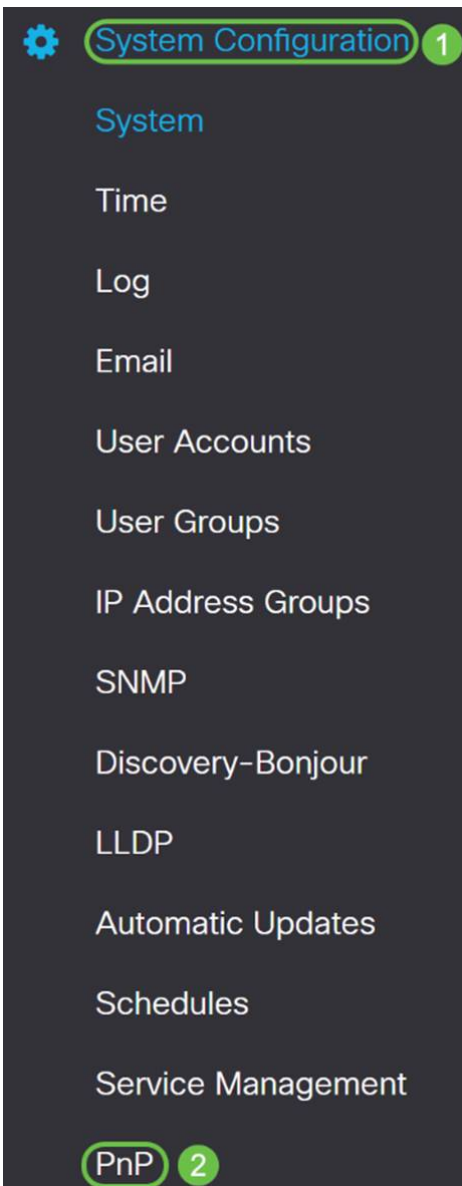 System Configuration 1
System
Time
Log
Email
User Accounts
User Groups
IP Address Groups
SNMP
Discovery-Bonjour
LLDP
Automatic Updates
Schedules
Service Management
PnP 2